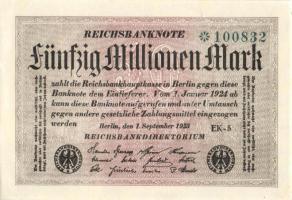 REICHSBANKNOTE
*100832
Fünfzig Millionen Mark
zahlt die Reichsbankhauptkasse in Berlin gegen diese
Banknote dem Einlieferer. Vom 1. Januar 1924 ab
kann diese Banknote aufgerufen und unter Umtausch
gegen andere gesetzliche Zahlungsmittel eingezogen
werden
Berlin, den 1. September 1923
EK-5
REICHSBANKDIREKTORIUM